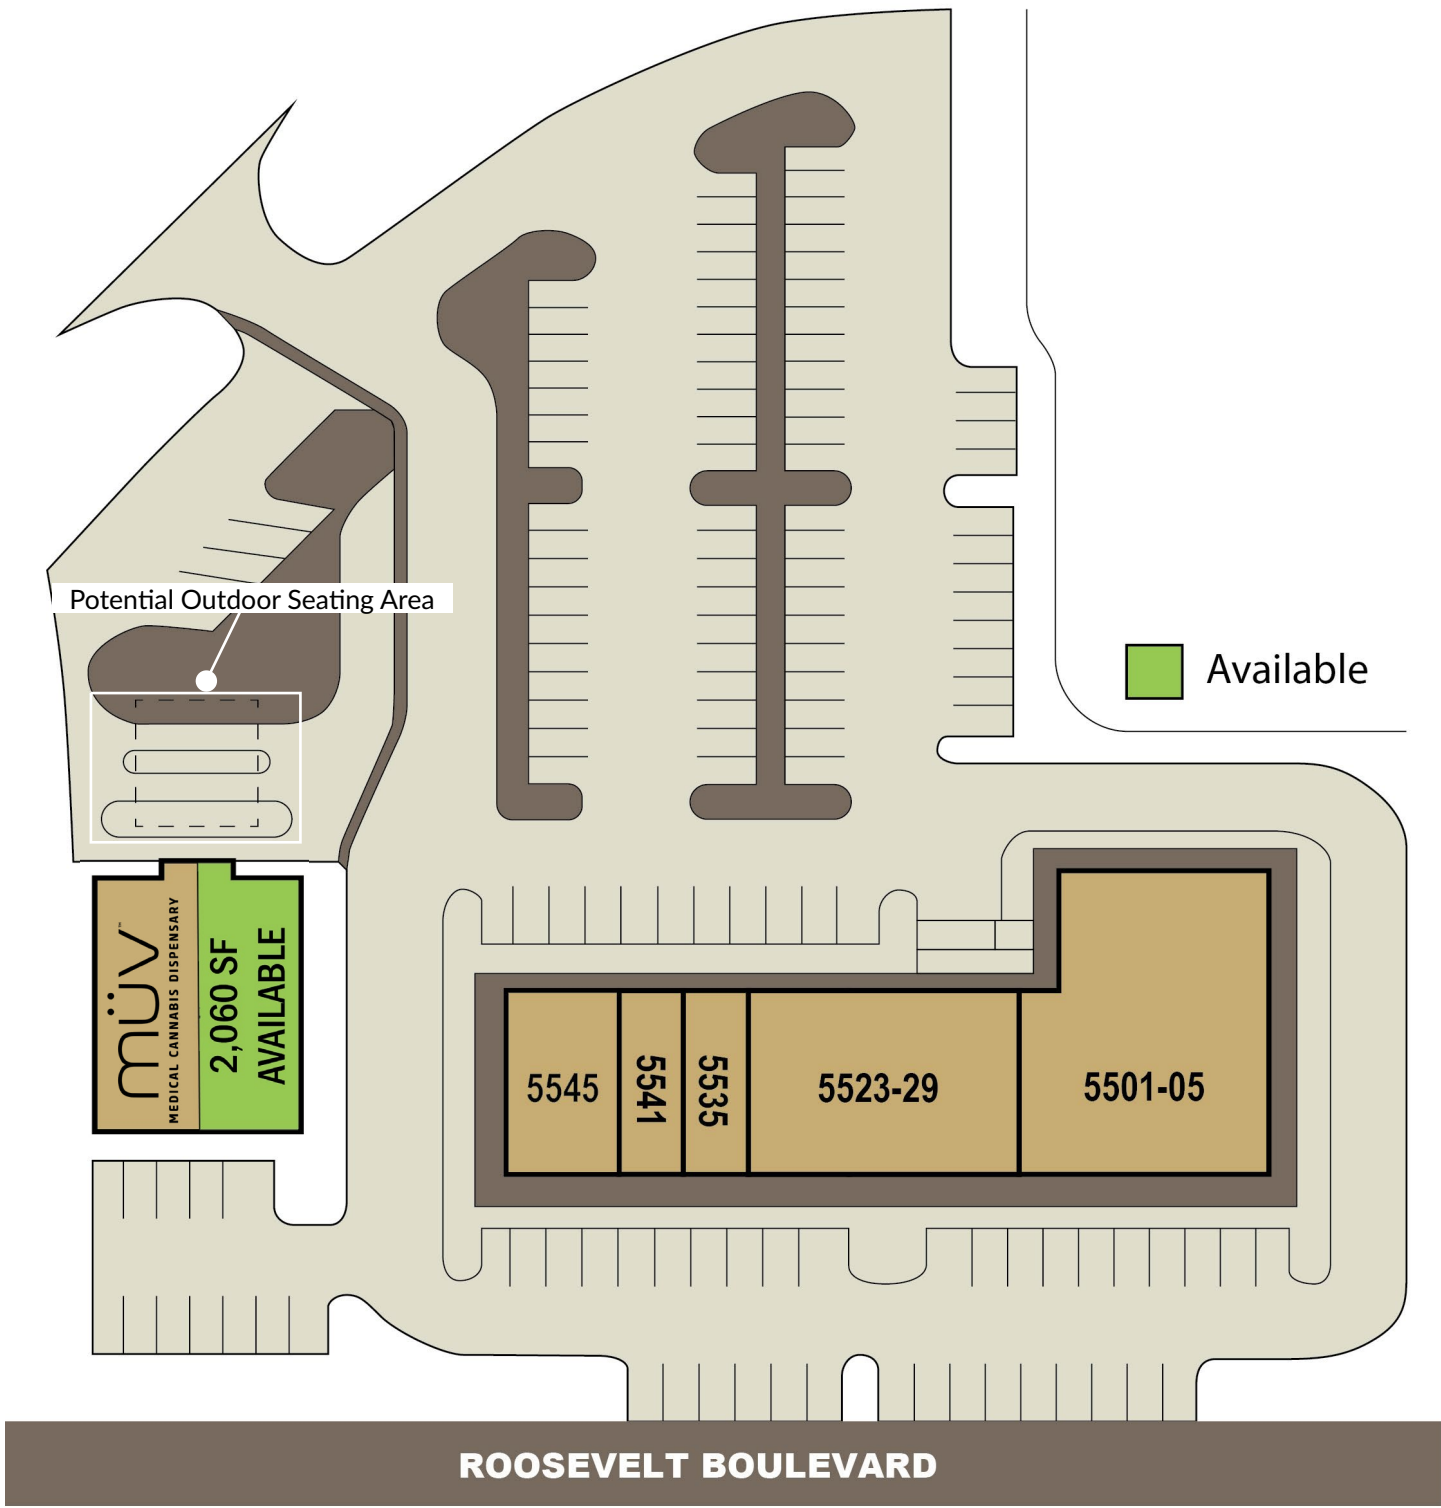 Potential Outdoor Seating Area
Available
müv™
MEDICAL CANNABIS DISPENSARY
2,060 SF
AVAILABLE
5545
5541
5535
5523-29
5501-05
ROOSEVELT BOULEVARD